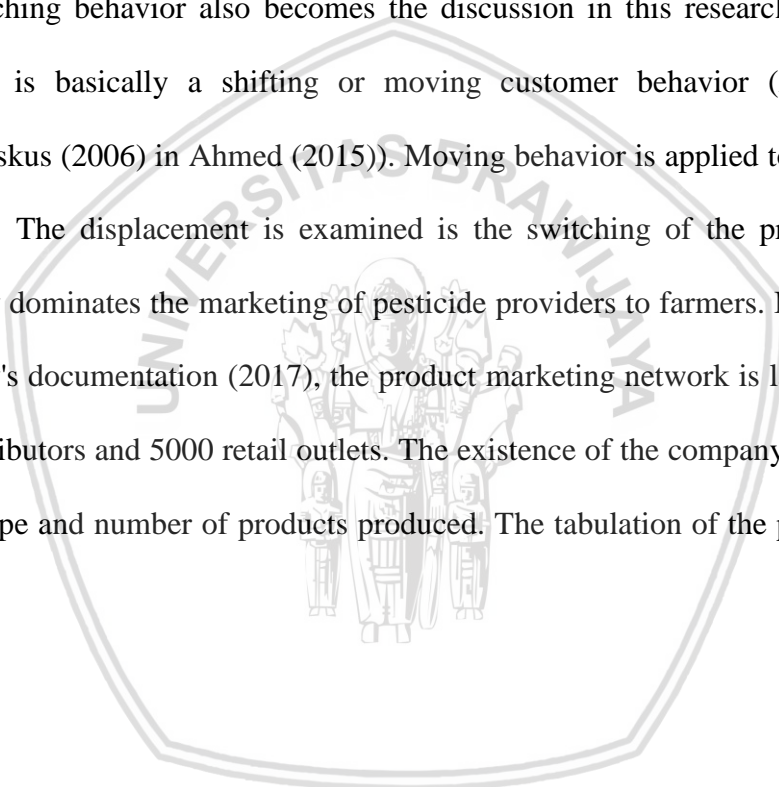 ching behavior also becomes the discussion in this research
is basically a shifting or moving customer behavior (
skus (2006) in Ahmed (2015)). Moving behavior is applied to
The displacement is examined is the switching of the pr
dominates the marketing of pesticide providers to farmers.
's documentation (2017), the product marketing network is l
ibutors and 5000 retail outlets. The existence of the company
pe and number of products produced. The tabulation of the p
UNIVERSITAS BRAWIJAYA